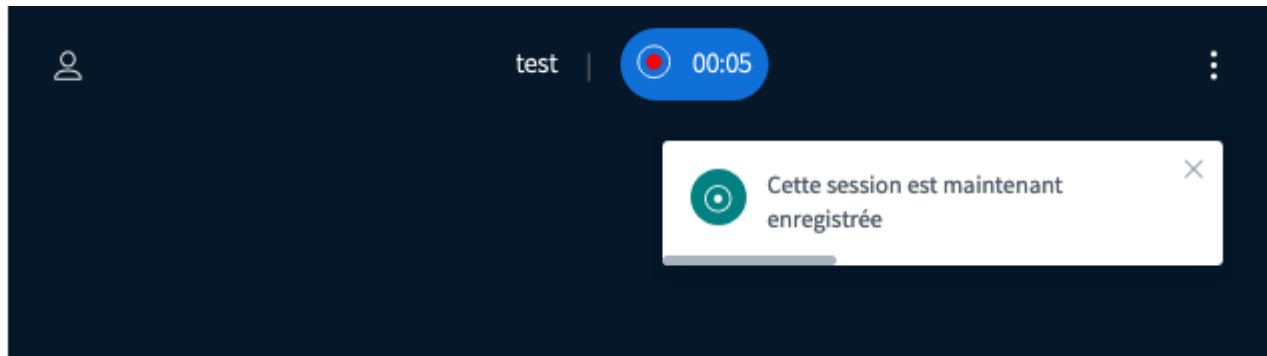 test | 00:05
Cette session est maintenant
enregistrée